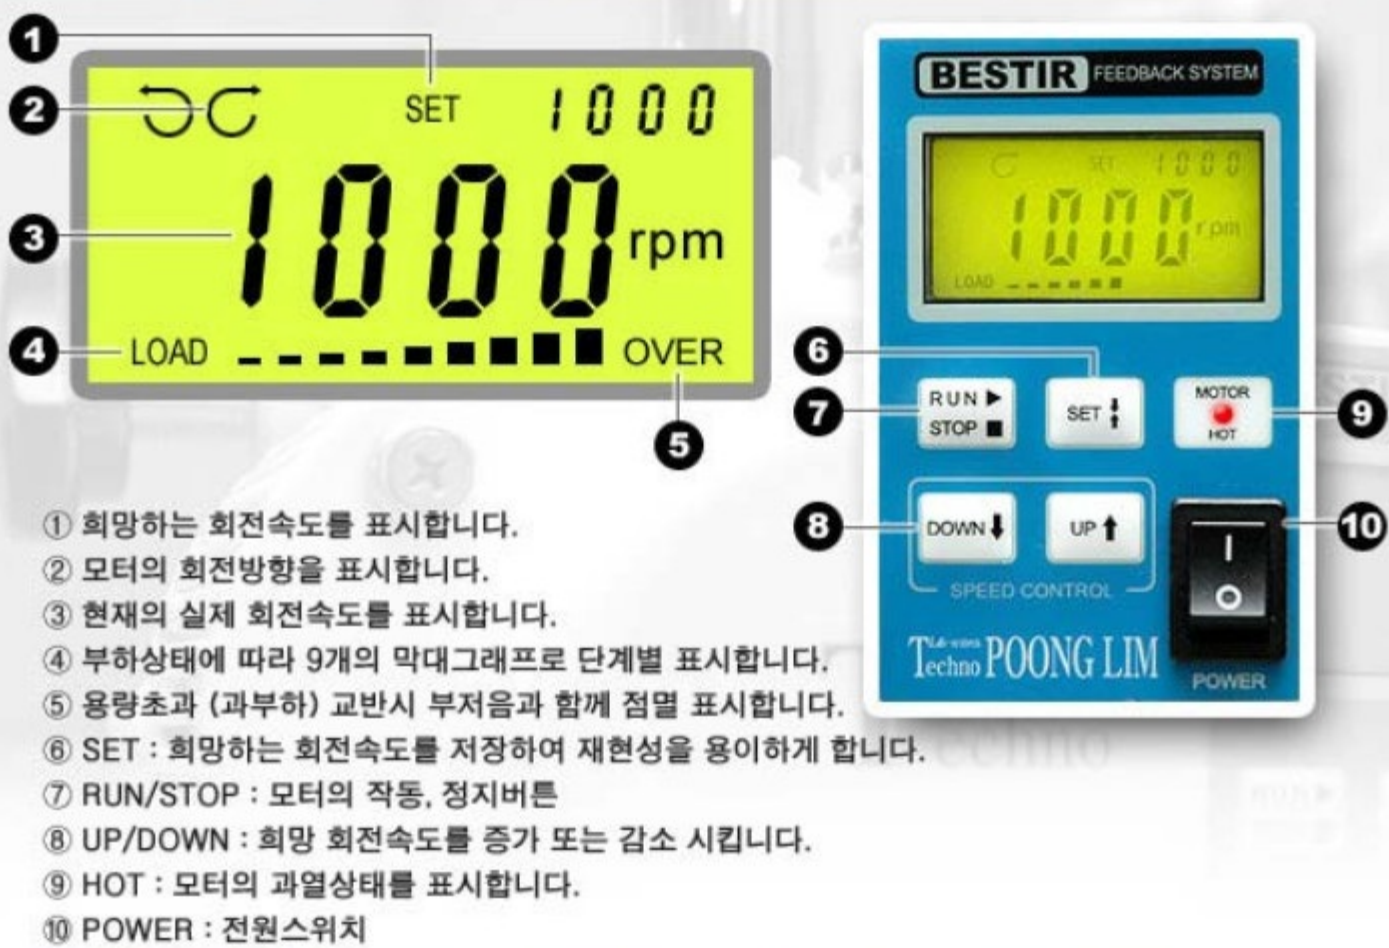 1
2
3
4
SET 1000
1000 rpm
LOAD OVER
5
BESTIR FEEDBACK SYSTEM
SET 1000
1000 rpm
LOAD
6
7
8
9
10
RUN ▶
STOP ■
SET
MOTOR
HOT
DOWN ↓
UP ↑
SPEED CONTROL
Techno POONG LIM
POWER
① 희망하는 회전속도를 표시합니다.
② 모터의 회전방향을 표시합니다.
③ 현재의 실제 회전속도를 표시합니다.
④ 부하상태에 따라 9개의 막대그래프로 단계별 표시합니다.
⑤ 용량초과 (과부하) 교반시 부저음과 함께 점멸 표시합니다.
⑥ SET : 희망하는 회전속도를 저장하여 재현성을 용이하게 합니다.
⑦ RUN/STOP : 모터의 작동, 정지버튼
⑧ UP/DOWN : 희망 회전속도를 증가 또는 감소 시킵니다.
⑨ HOT : 모터의 과열상태를 표시합니다.
⑩ POWER : 전원스위치